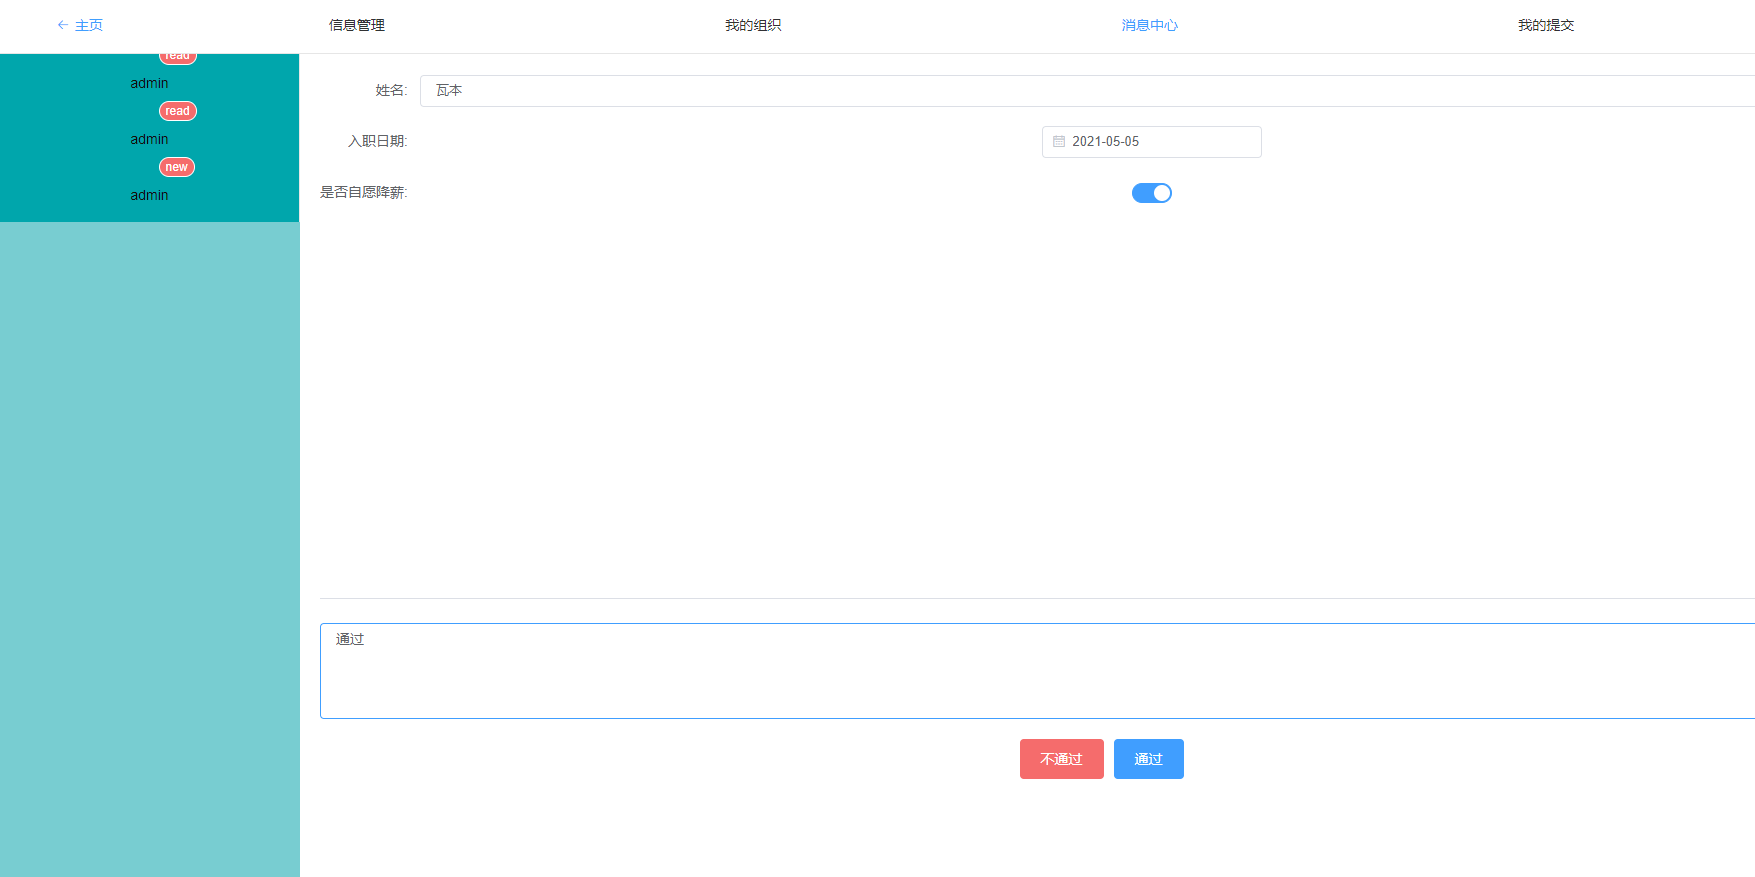 主页 信息管理 我的组织 消息中心 我的提交
read
admin
read
admin
new
admin
姓名: 瓦本
入职日期: 2021-05-05
是否自愿降薪:
通过
不通过 通过